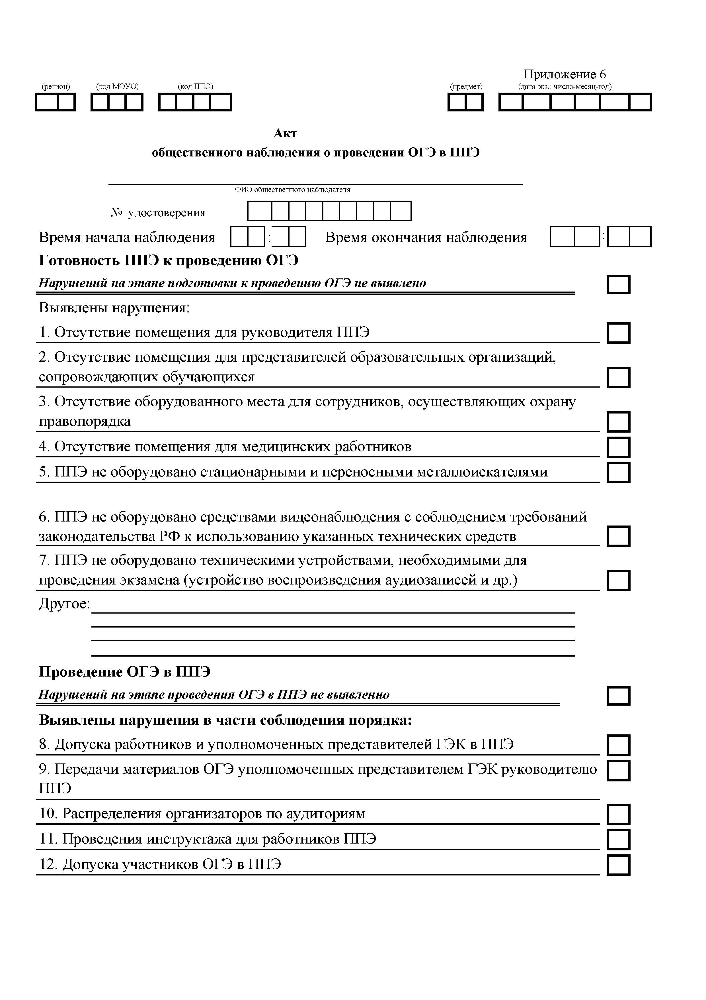 Приложение 6
(регион) (код МОУО) (код ППЭ) (предмет) (дата экз.: число-месяц-год)
Акт
общественного наблюдения о проведении ОГЭ в ППЭ
ФИО общественного наблюдателя
№ удостоверения
Время начала наблюдения : Время окончания наблюдения :
Готовность ППЭ к проведению ОГЭ
Нарушений на этапе подготовки к проведению ОГЭ не выявлено
Выявлены нарушения:
1. Отсутствие помещения для руководителя ППЭ
2. Отсутствие помещения для представителей образовательных организаций,
сопровождающих обучающихся
3. Отсутствие оборудованного места для сотрудников, осуществляющих охрану
правопорядка
4. Отсутствие помещения для медицинских работников
5. ППЭ не оборудовано стационарными и переносными металлоискателями
6. ППЭ не оборудовано средствами видеонаблюдения с соблюдением требований
законодательства РФ к использованию указанных технических средств
7. ППЭ не оборудовано техническими устройствами, необходимыми для
проведения экзамена (устройство воспроизведения аудиозаписей и др.)
Другое:
Проведение ОГЭ в ППЭ
Нарушений на этапе проведения ОГЭ в ППЭ не выявленно
Выявлены нарушения в части соблюдения порядка:
8. Допуска работников и уполномоченных представителей ГЭК в ППЭ
9. Передачи материалов ОГЭ уполномоченных представителем ГЭК руководителю
ППЭ
10. Распределения организаторов по аудиториям
11. Проведения инструктажа для работников ППЭ
12. Допуска участников ОГЭ в ППЭ